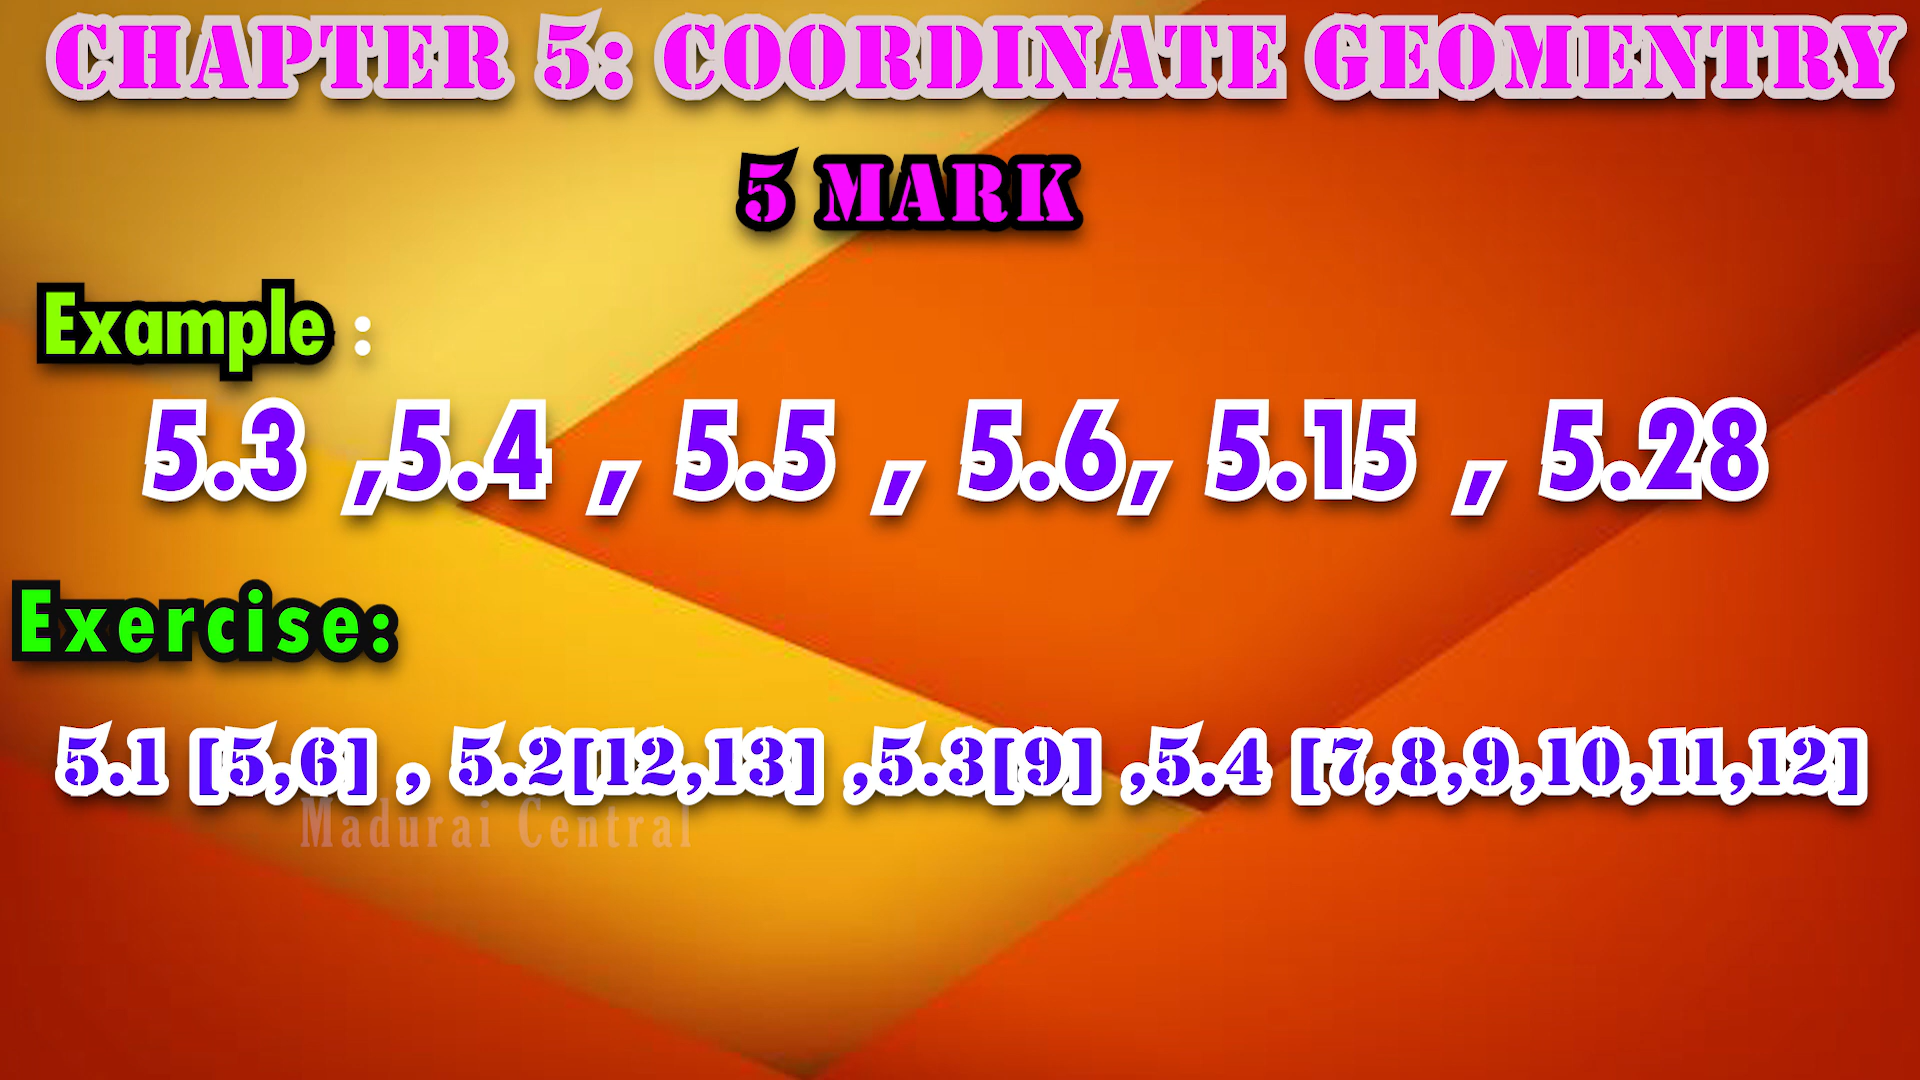 CHAPTER 5: COORDINATE GEOMENTRY
5 MARK
Example :
5.3 ,5.4 , 5.5 , 5.6, 5.15 , 5.28
Exercise:
5.1 [5,6] , 5.2[12,13] ,5.3[9] ,5.4 [7,8,9,10,11,12]
Madurai Central